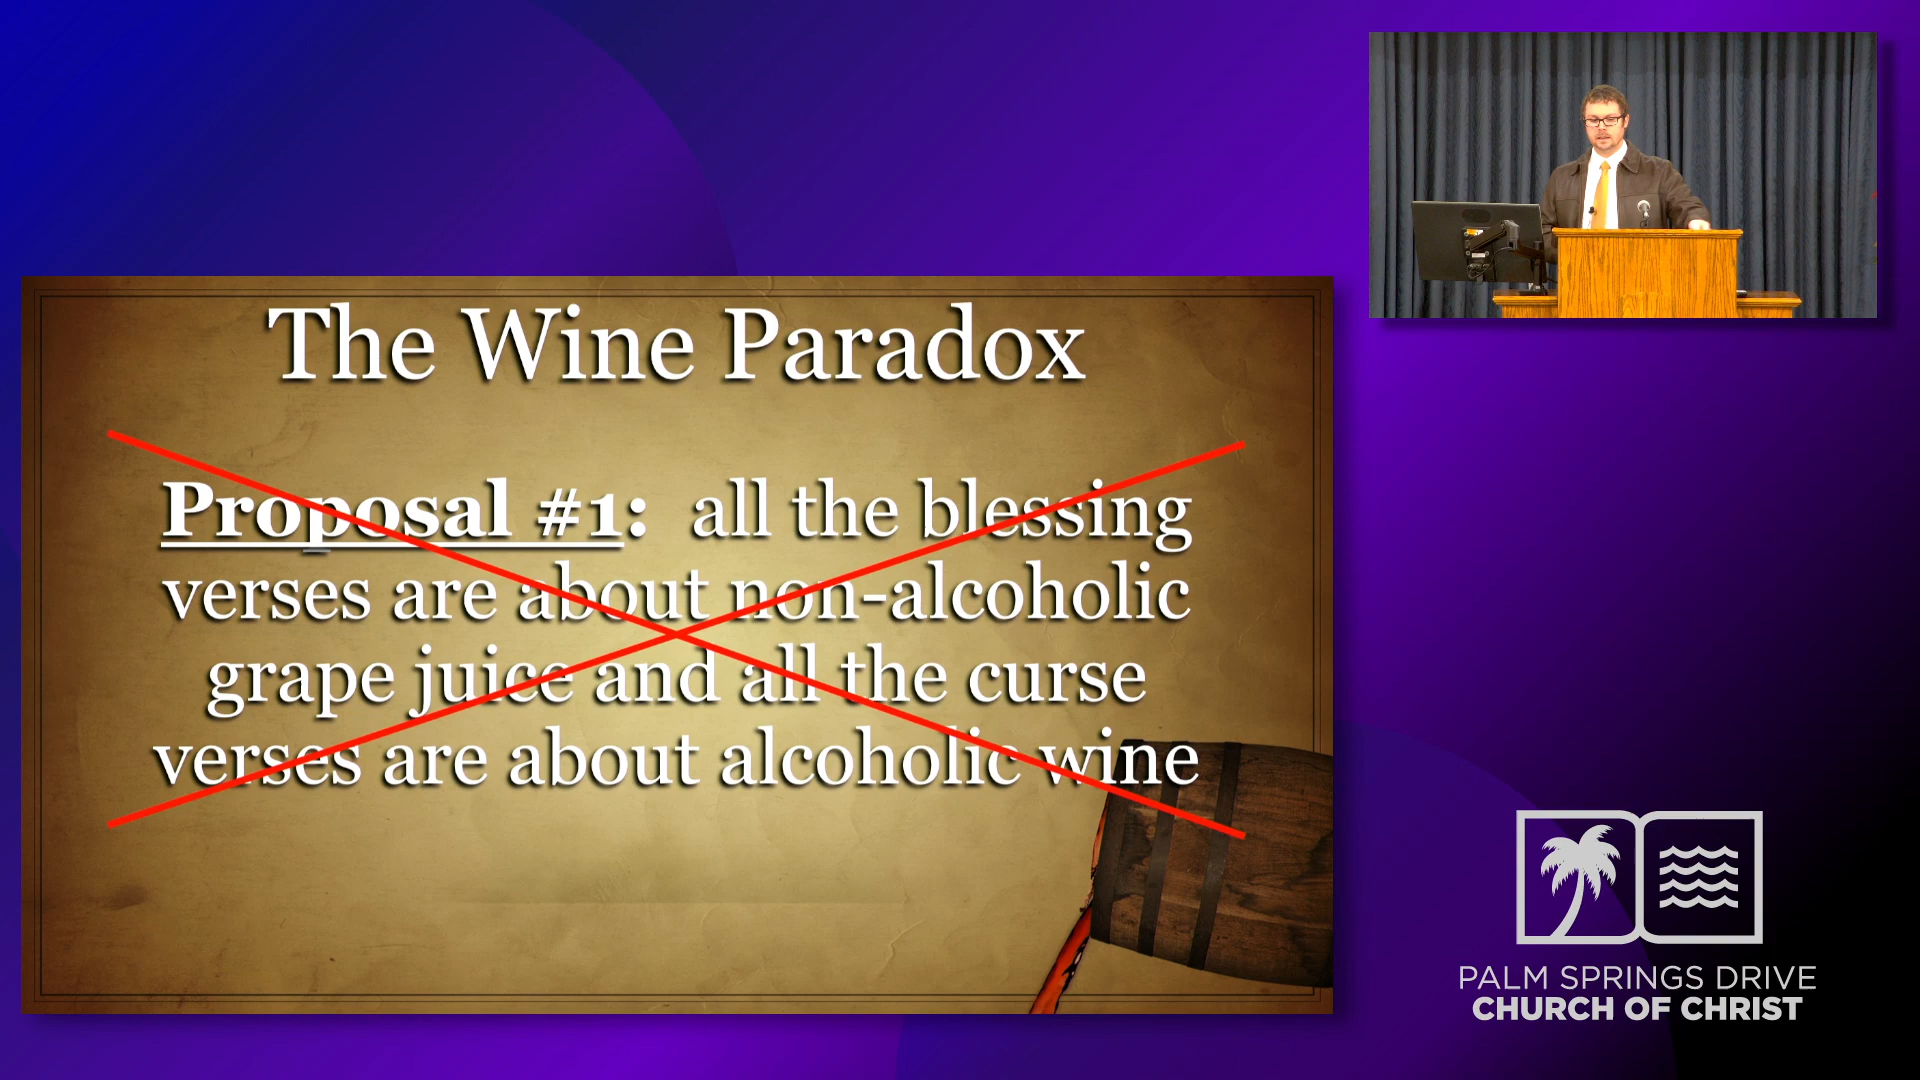 The Wine Paradox
Proposal #1: all the blessing
verses are about non-alcoholic
grape juice and all the curse
verses are about alcoholic wine
PALM SPRINGS DRIVE
CHURCH OF CHRIST